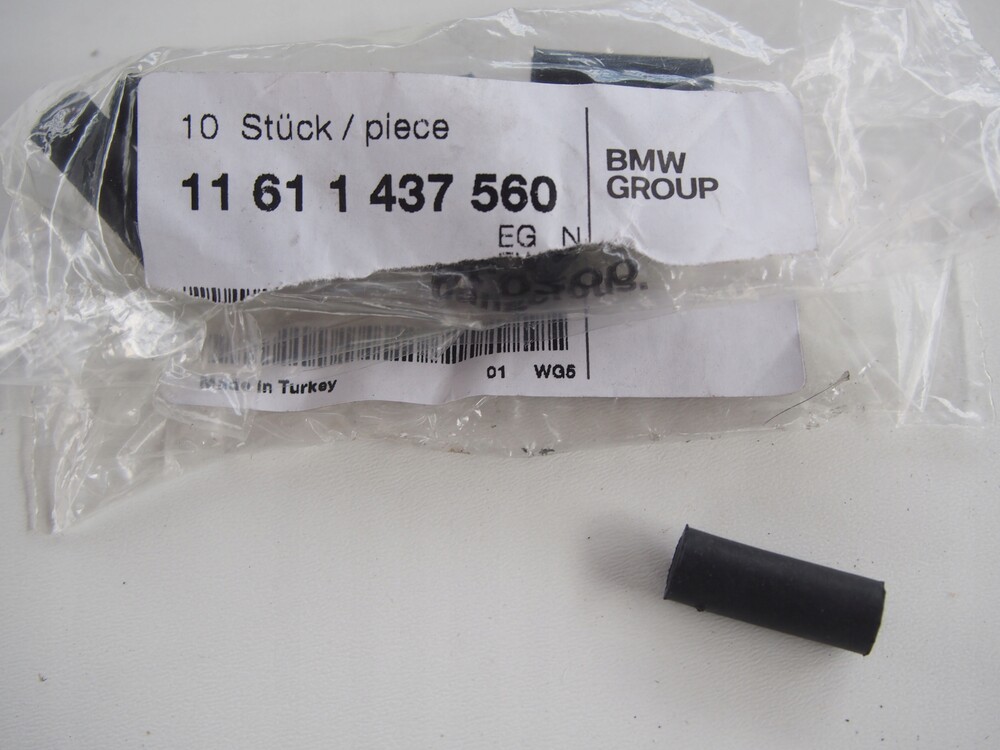 10 Stück / piece
11 61 1 437 560
BMW
GROUP
EG N
Made in Turkey
01 WG5